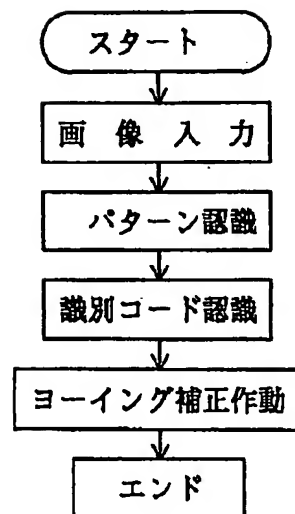 スタート
画像入力
パターン認識
識別コード認識
ヨーイング補正作動
エンド